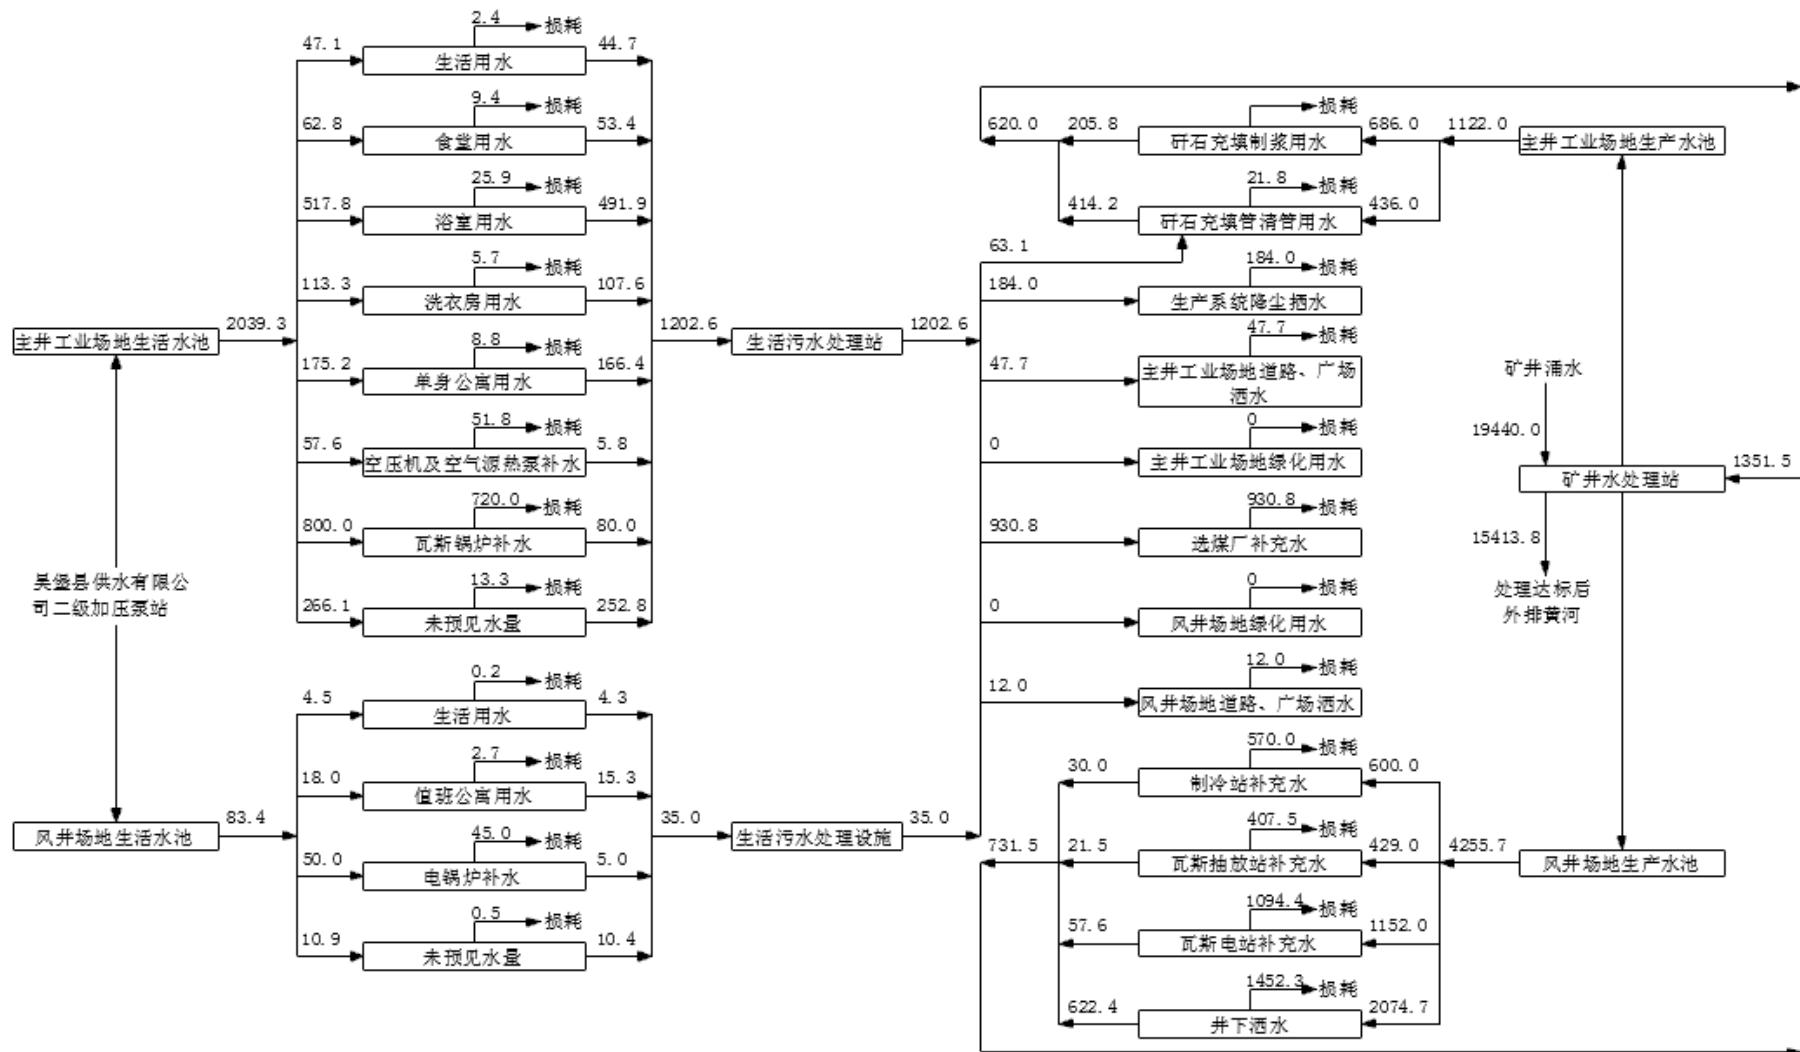 2.4 损耗
47.1 生活用水 44.7
9.4 损耗
62.8 食堂用水 53.4
25.9 损耗
517.8 浴室用水 491.9
5.7 损耗
113.3 洗衣房用水 107.6
主井工业场地生活水池 2039.3
8.8 损耗
175.2 单身公寓用水 166.4
51.8 损耗
57.6 空压机及空气源热泵补水 5.8
720.0 损耗
800.0 瓦斯锅炉补水 80.0
13.3 损耗
266.1 未预见水量 252.8
1202.6 生活污水处理站 1202.6
吴堡县供水有限公
司二级加压泵站
0.2 损耗
4.5 生活用水 4.3
2.7 损耗
18.0 值班公寓用水 15.3
风井场地生活水池 83.4
45.0 损耗
50.0 电锅炉补水 5.0
0.5 损耗
10.9 未预见水量 10.4
35.0 生活污水处理设施 35.0
损耗
620.0 205.8 矸石充填制浆用水 686.0 1122.0 主井工业场地生产水池
21.8 损耗
414.2 矸石充填管清管用水 436.0
63.1
184.0 损耗
184.0 生产系统降尘洒水
47.7 损耗
47.7 主井工业场地道路、广场
洒水
0 损耗
0 主井工业场地绿化用水
930.8 损耗
930.8 选煤厂补充水
0 损耗
0 风井场地绿化用水
12.0 损耗
12.0 风井场地道路、广场洒水
矿井涌水
19440.0
矿井水处理站 1351.5
15413.8
处理达标后
外排黄河
570.0 损耗
30.0 制冷站补充水 600.0
407.5 损耗
731.5 21.5 瓦斯抽放站补充水 429.0 4255.7 风井场地生产水池
1094.4 损耗
57.6 瓦斯电站补充水 1152.0
1452.3 损耗
622.4 井下洒水 2074.7